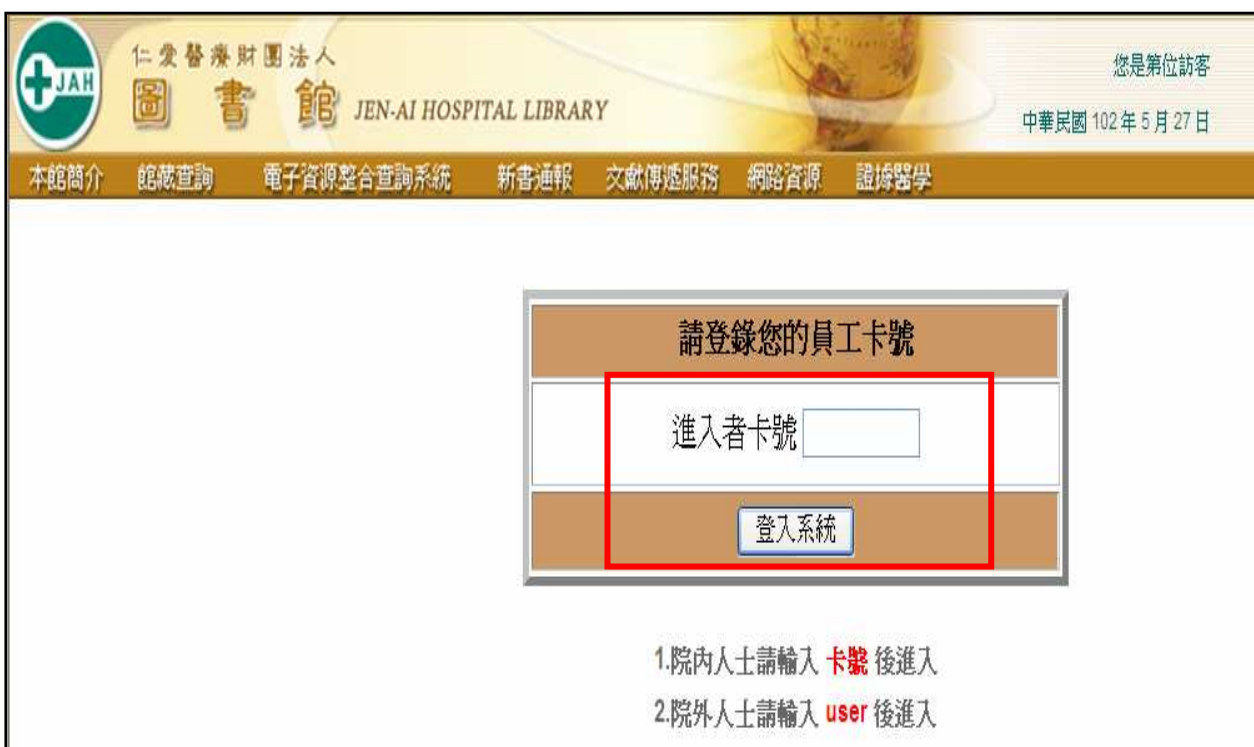 JAH
仁愛醫療財團法人
圖書館 JEN-AI HOSPITAL LIBRARY
您是第位訪客
中華民國 102 年 5 月 27 日
本館簡介 館藏查詢 電子資源整合查詢系統 新書通報 文獻傳遞服務 網路資源 證據醫學
請登錄您的員工卡號
進入者卡號
登入系統
1.院內人士請輸入 卡號 後進入
2.院外人士請輸入 user 後進入